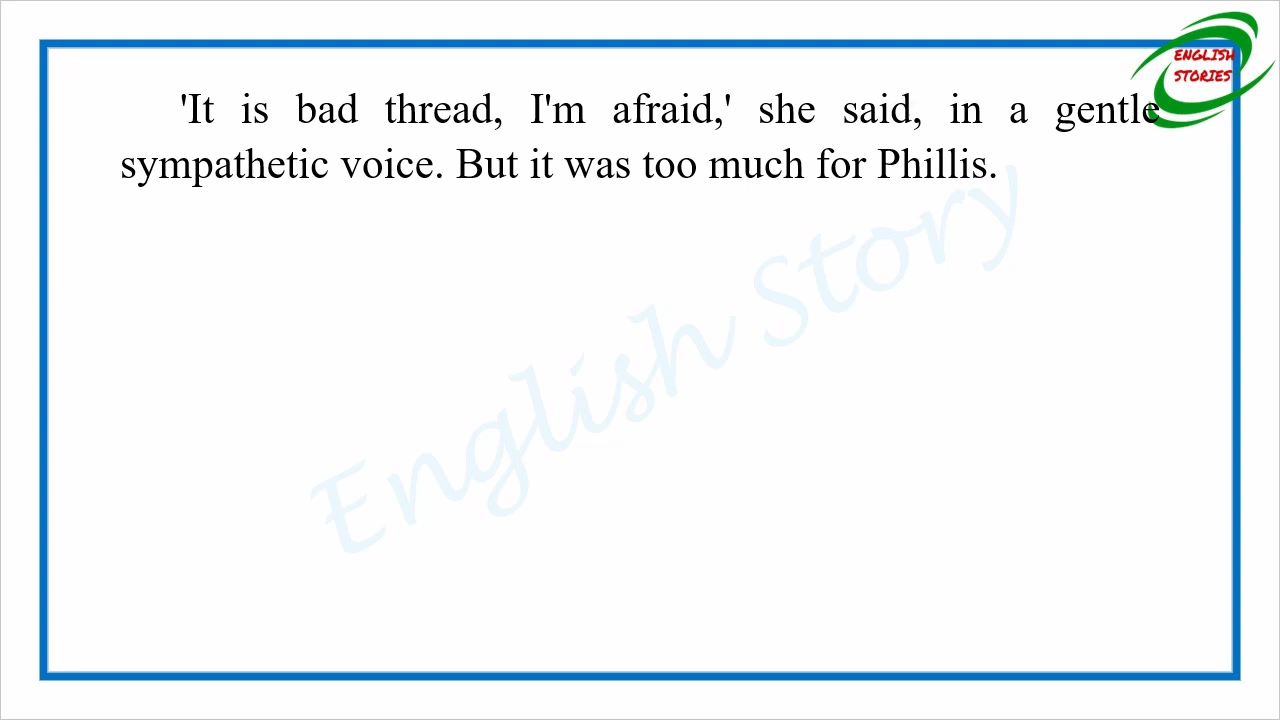 ENGLISH
STORIES
'It is bad thread, I'm afraid,' she said, in a gentle
sympathetic voice. But it was too much for Phillis.
English Story